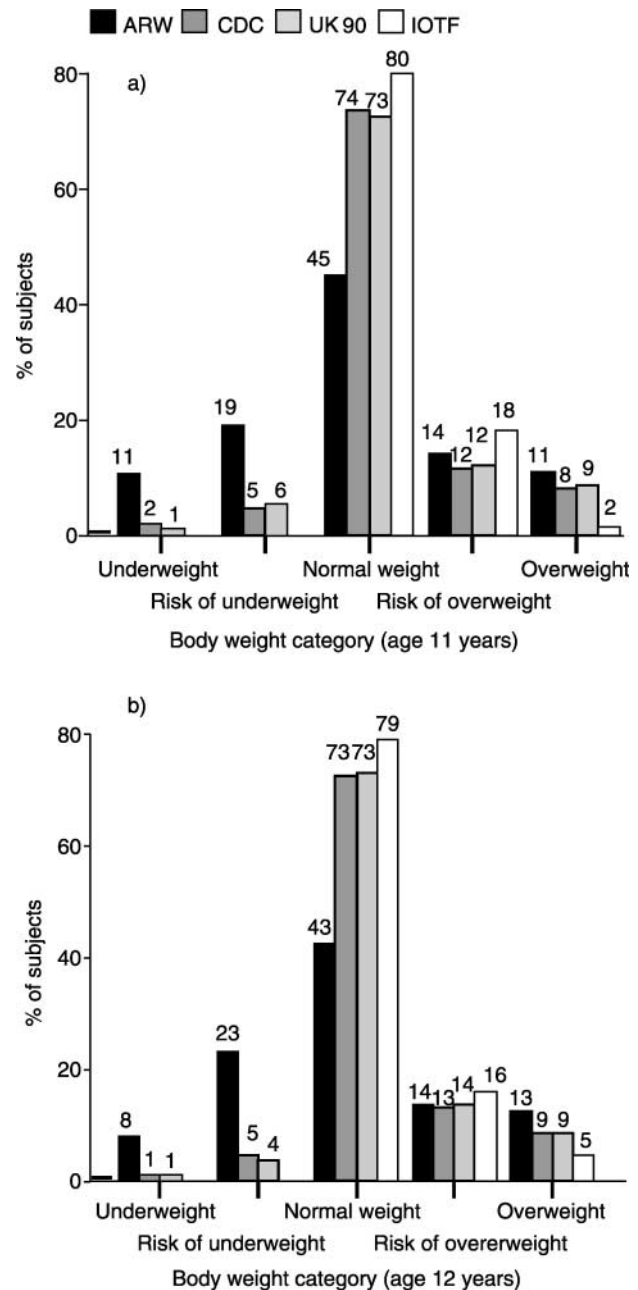 ARW CDC UK 90 IOTF
a)
80
60
40
20
0
% of subjects
11 2 1
19 5 6
45 74 73 80
14 12 12 18
11 8 9 2
Underweight Normal weight Overweight
Risk of underweight Risk of overweight
Body weight category (age 11 years)
b)
80
60
40
20
0
% of subjects
8 1 1
23 5 4
43 73 73 79
14 13 14 16
13 9 9 5
Underweight Normal weight Overweight
Risk of underweight Risk of overerweight
Body weight category (age 12 years)